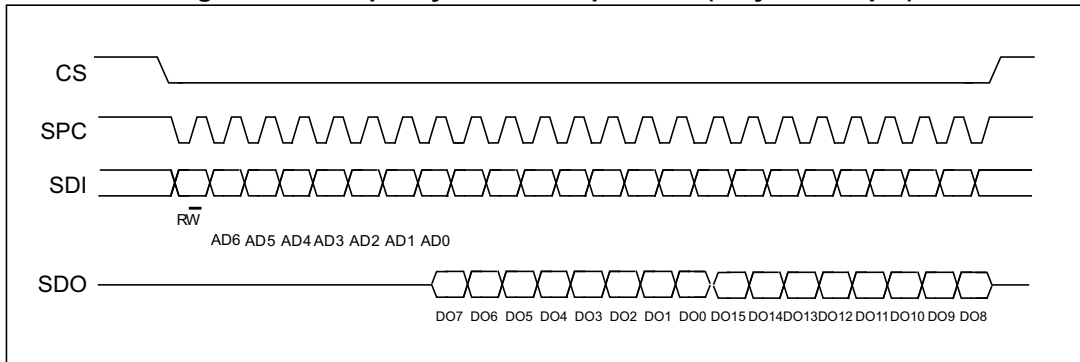 CS
SPC
SDI
RW
AD6 AD5 AD4 AD3 AD2 AD1 AD0
SDO
DO7 DO6 DO5 DO4 DO3 DO2 DO1 DO0 DO15 DO14 DO13 DO12 DO11 DO10 DO9 DO8